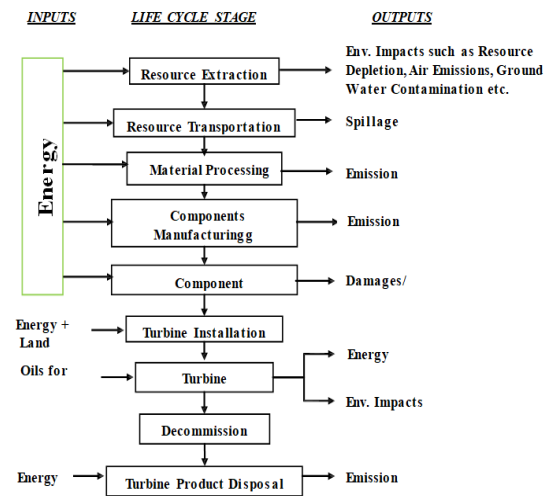 INPUTS
LIFE CYCLE STAGE
OUTPUTS
Energy
Resource Extraction
Env. Impacts such as Resource
Depletion, Air Emissions, Ground
Water Contamination etc.
Resource Transportation
Spillage
Material Processing
Emission
Components
Manufacturingg
Emission
Component
Damages/
Energy +
Land
Turbine Installation
Oils for
Turbine
Energy
Env. Impacts
Decommission
Energy
Turbine Product Disposal
Emission